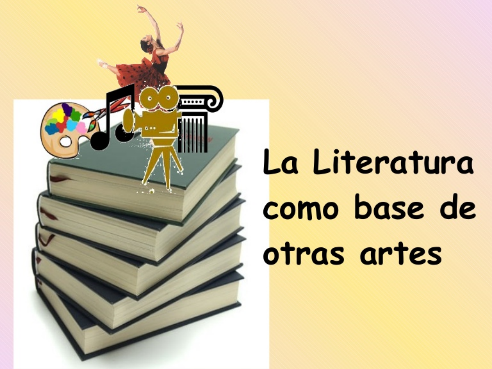 La Literatura
como base de
otras artes